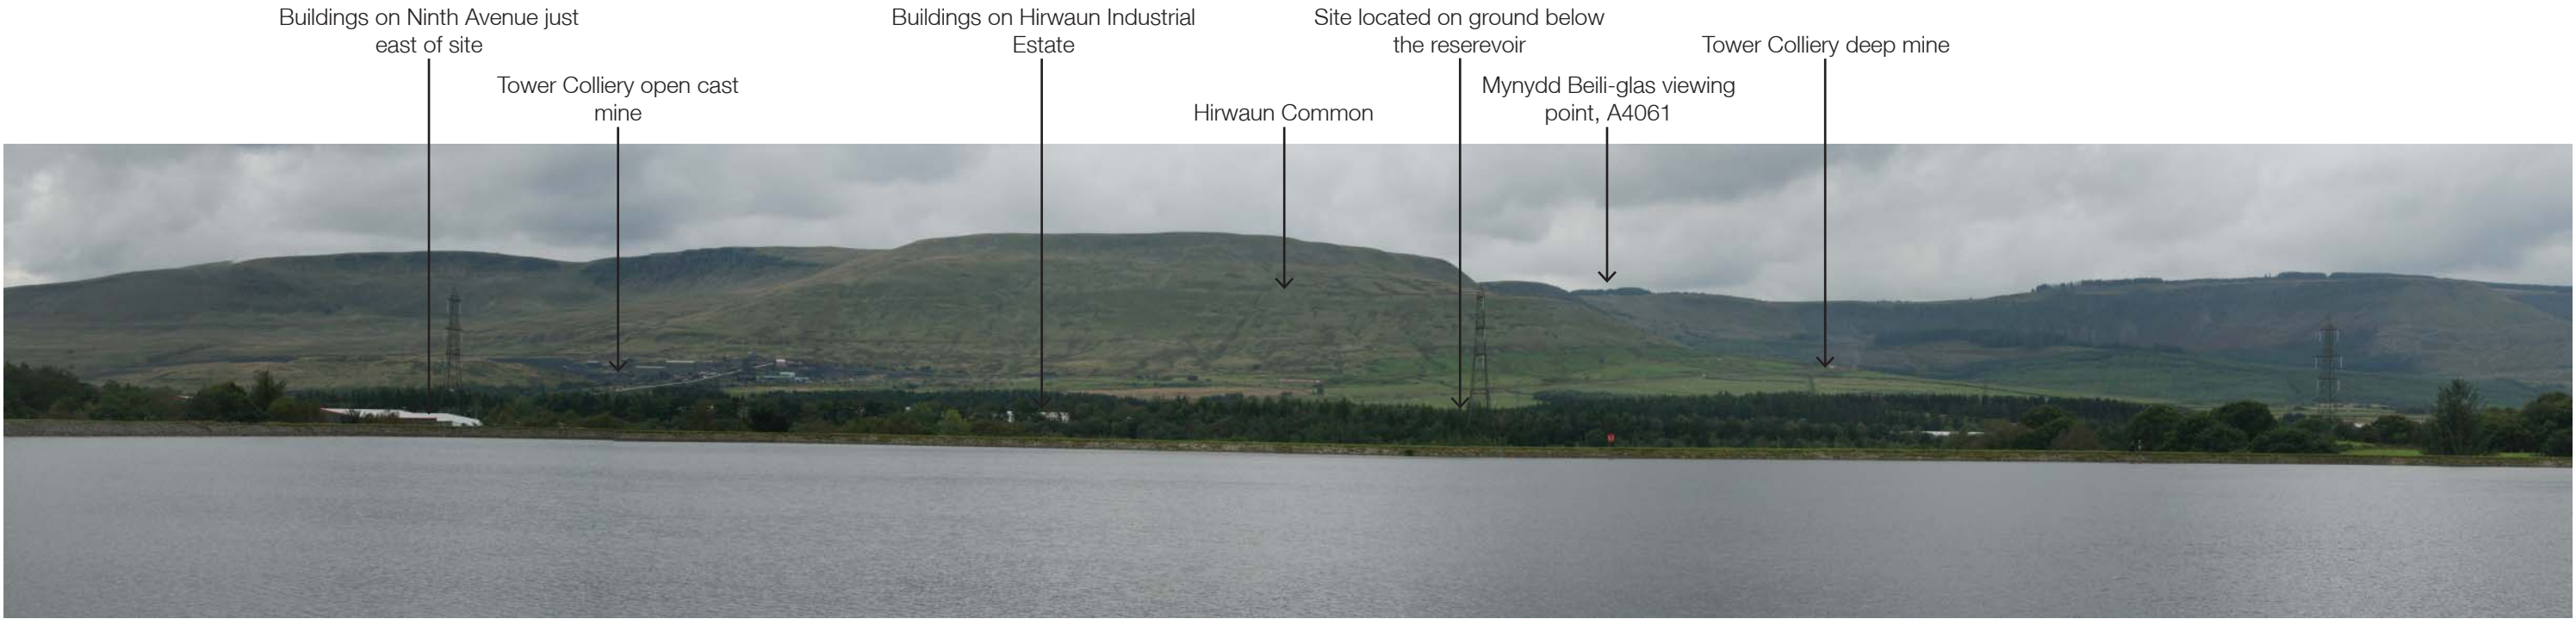 Buildings on Ninth Avenue just
east of site
Tower Colliery open cast
mine
Buildings on Hirwaun Industrial
Estate
Hirwaun Common
Site located on ground below
the reserevoir
Mynydd Beili-glas viewing
point, A4061
Tower Colliery deep mine